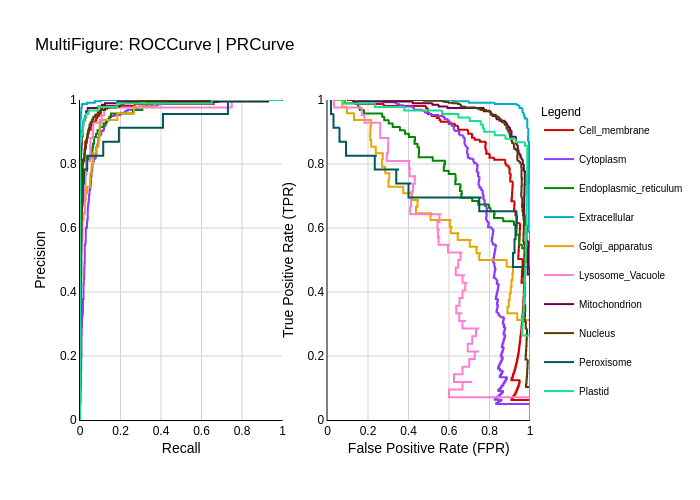 MultiFigure: ROCCurve | PRCurve
Precision
1
0.8
0.6
0.4
0.2
0
0 0.2 0.4 0.6 0.8 1
Recall
True Positive Rate (TPR)
1
0.8
0.6
0.4
0.2
0
0 0.2 0.4 0.6 0.8 1
False Positive Rate (FPR)
Legend
Cell_membrane
Cytoplasm
Endoplasmic_reticulum
Extracellular
Golgi_apparatus
Lysosome_Vacuole
Mitochondrion
Nucleus
Peroxisome
Plastid